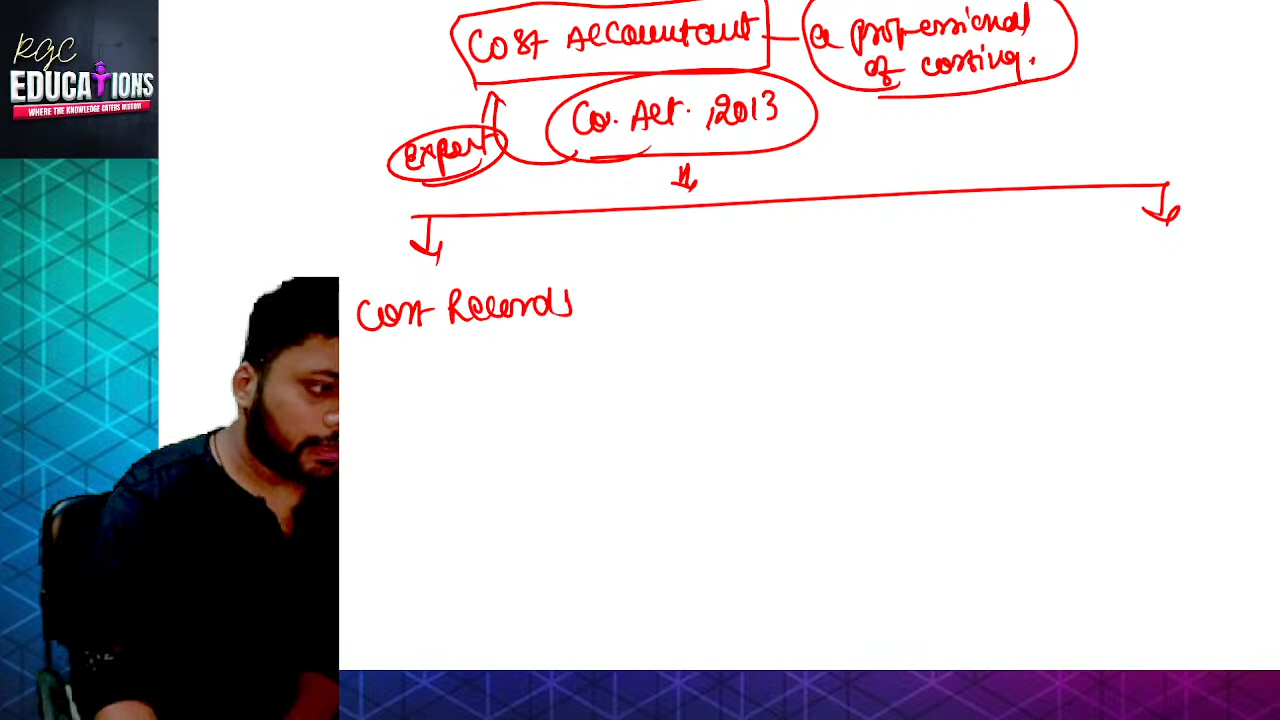 RGC
EDUCATIONS
WHERE THE KNOWLEDGE CATERS MISSION
Cost Accountant
a professional
of costing.
expert
Co. Act. ,2013
Cost Records